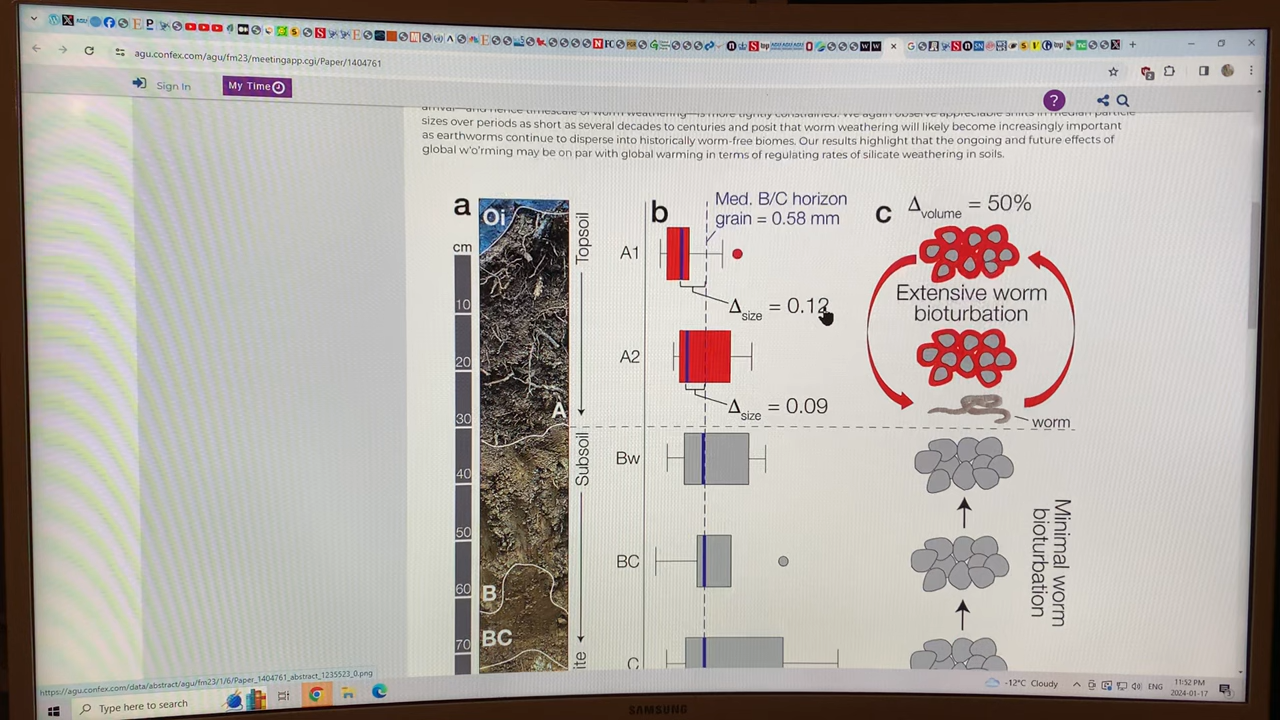 agu.confex.com/agu/fm23/meetingapp.cgi/Paper/1404761
Sign In
My Time
?
sizes over periods as short as several decades to centuries and posit that worm weathering will likely become increasingly important
as earthworms continue to disperse into historically worm-free biomes. Our results highlight that the ongoing and future effects of
global w'o'rming may be on par with global warming in terms of regulating rates of silicate weathering in soils.
a
cm
10
20
30
40
50
60
70
Oi
A
B
BC
Topsoil
Subsoil
b
Med. B/C horizon
grain = 0.58 mm
A1
Δsize = 0.12
A2
Δsize = 0.09
Bw
BC
C
c
Δvolume = 50%
Extensive worm
bioturbation
worm
Minimal worm
bioturbation
https://agu.confex.com/data/abstract/agu/fm23/1/6/Paper_1404761_abstract_1235523_0.png
Type here to search
-12°C Cloudy
ENG
11:52 PM
2024-01-17
SAMSUNG